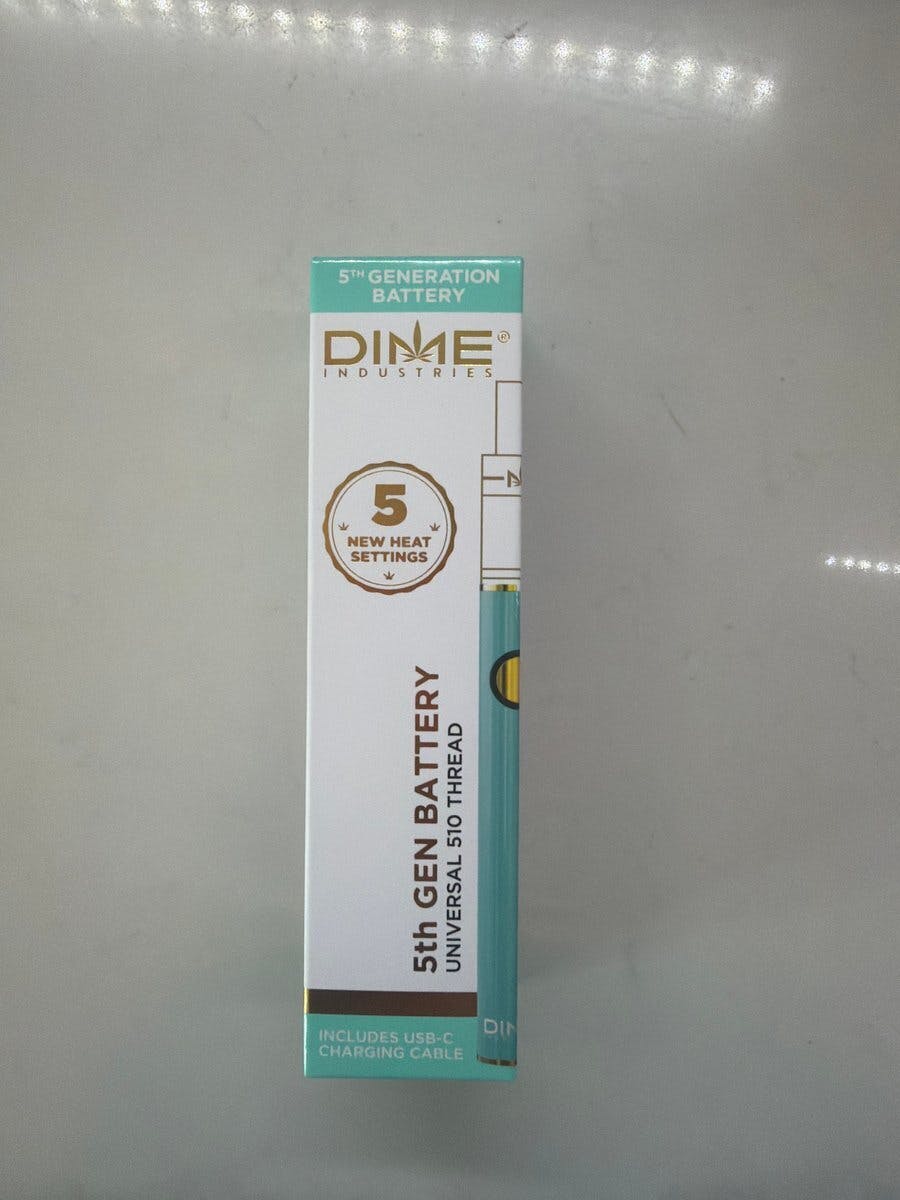 5TH GENERATION
BATTERY
DIME®
INDUSTRIES
5
NEW HEAT
SETTINGS
5th GEN BATTERY
UNIVERSAL 510 THREAD
INCLUDES USB-C
CHARGING CABLE